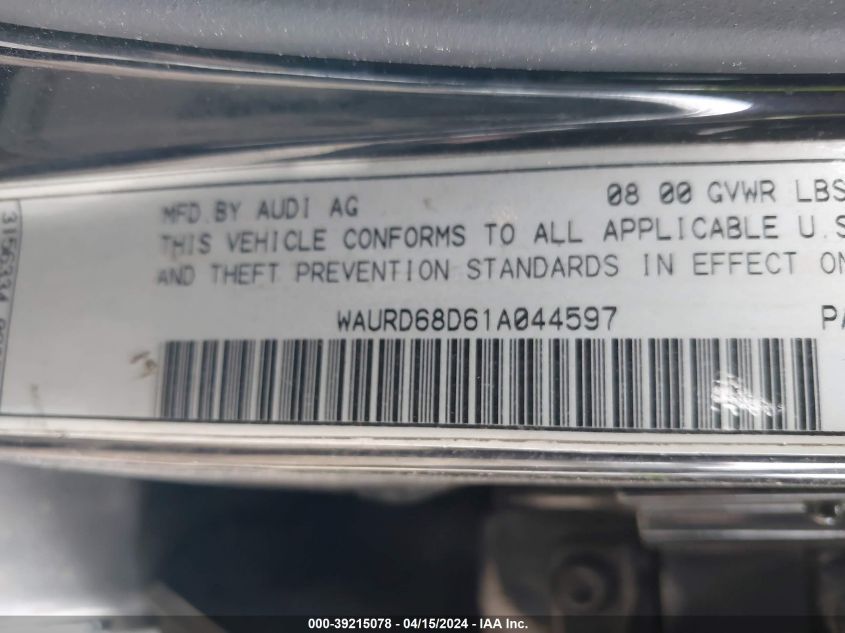 MFD.BY AUDI AG 08 00 GVWR LBS
THIS VEHICLE CONFORMS TO ALL APPLICABLE U.S
AND THEFT PREVENTION STANDARDS IN EFFECT ON
WAURD68D61A044597
000-39215078 - 04/15/2024 - IAA Inc.